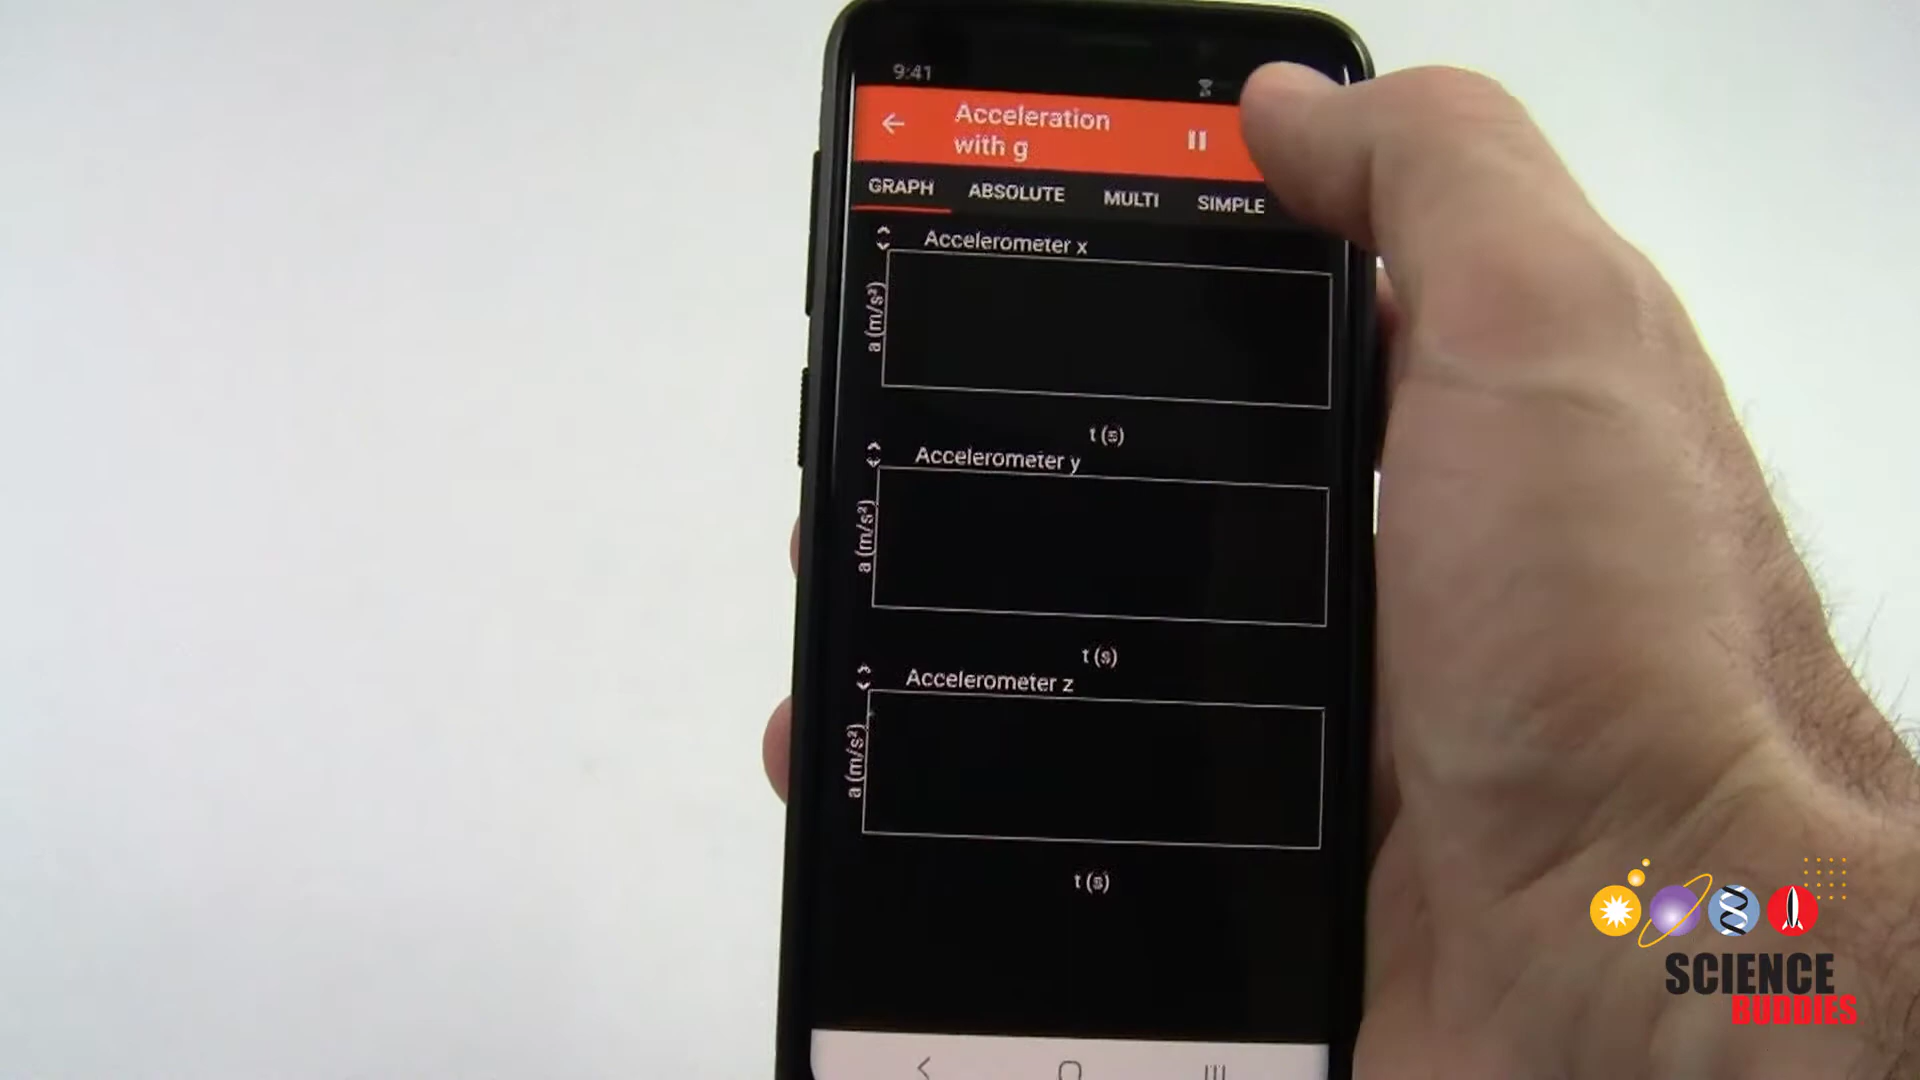 9:41
Acceleration
with g
GRAPH ABSOLUTE MULTI SIMPLE
Accelerometer x
a (m/s²)
t (s)
Accelerometer y
a (m/s²)
t (s)
Accelerometer z
a (m/s²)
t (s)
SCIENCE
BUDDIES